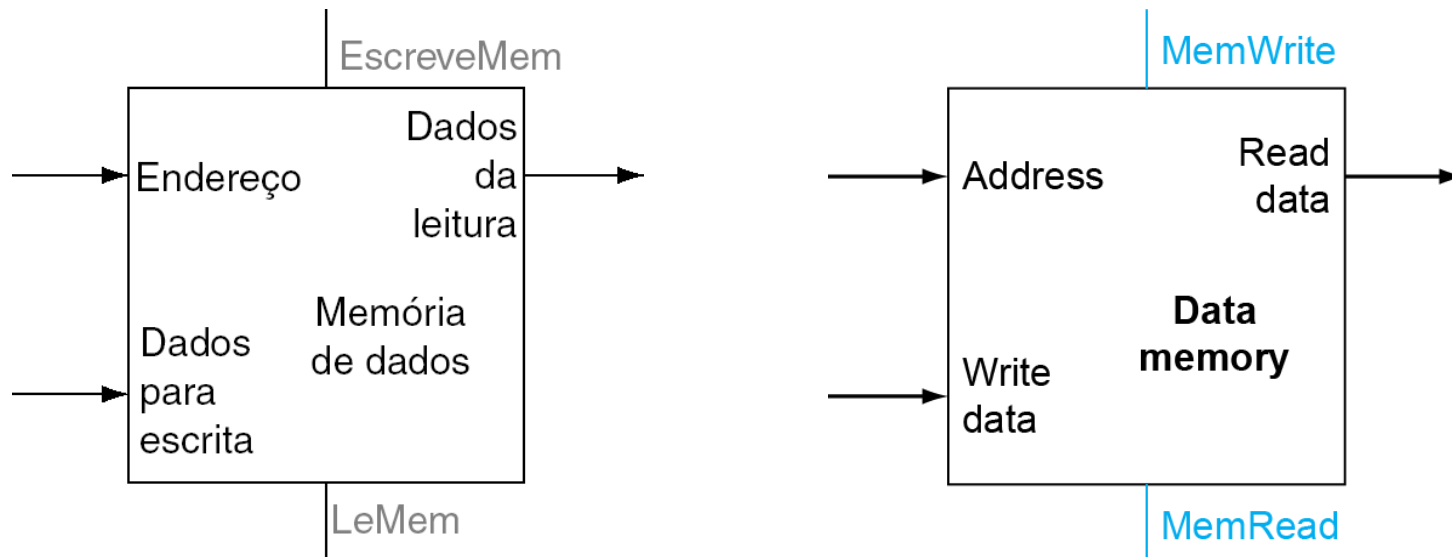 EscreveMem
Dados
da
leitura
Endereço
Memória
de dados
Dados
para
escrita
LeMem
MemWrite
Address
Read
data
Data
memory
Write
data
MemRead